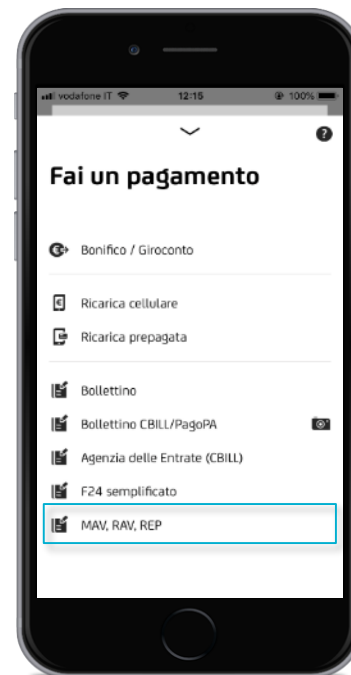 vodafone IT 12:15 100%
?
Fai un pagamento
Bonifico / Giroconto
Ricarica cellulare
Ricarica prepagata
Bollettino
Bollettino CBILL/PagoPA
Agenzia delle Entrate (CBILL)
F24 semplificato
MAV, RAV, REP